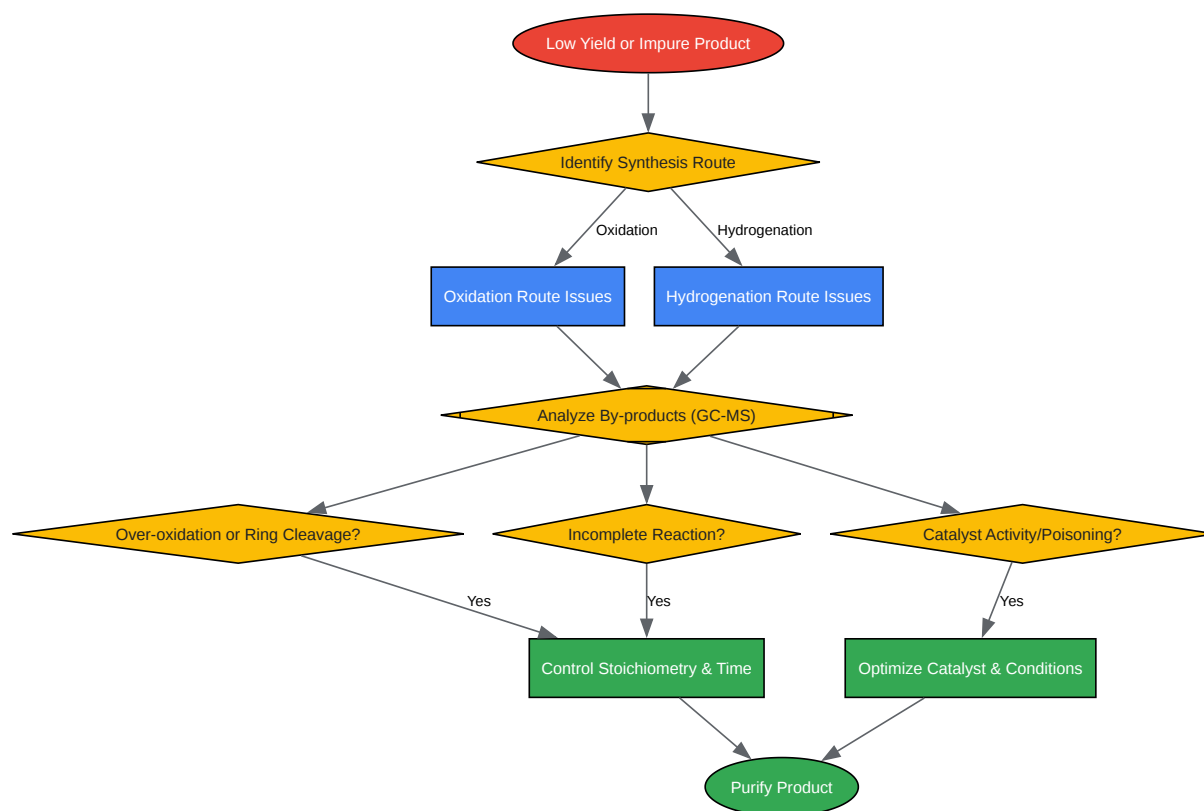 Low Yield or Impure Product
Identify Synthesis Route
Oxidation
Hydrogenation
Oxidation Route Issues
Hydrogenation Route Issues
Analyze By-products (GC-MS)
Over-oxidation or Ring Cleavage?
Incomplete Reaction?
Catalyst Activity/Poisoning?
Yes
Yes
Yes
Control Stoichiometry & Time
Optimize Catalyst & Conditions
Purify Product